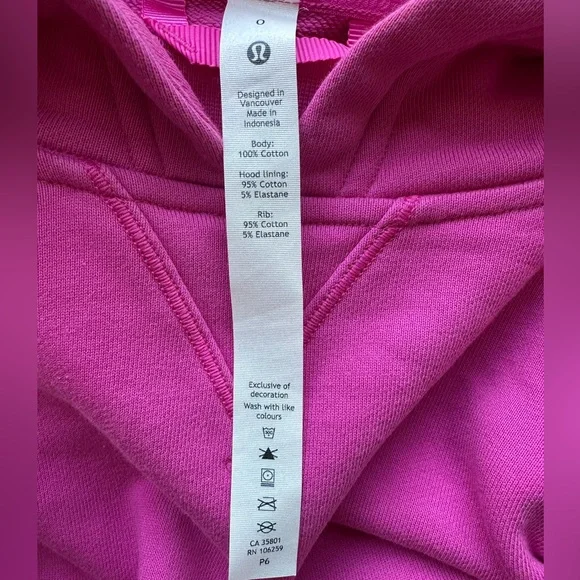 0
Designed in
Vancouver
Made in
Indonesia
Body:
100% Cotton
Hood lining:
95% Cotton
5% Elastane
Rib:
95% Cotton
5% Elastane
Exclusive of
decoration
Wash with like
colours
CA 35801
RN 106259
P6